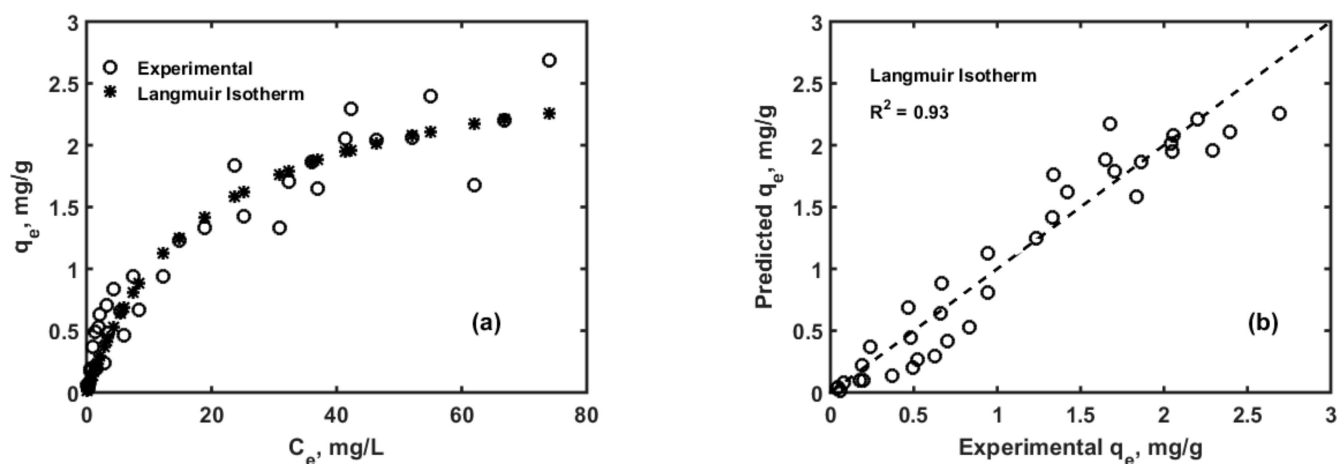 3
2.5
2
1.5
1
0.5
0
0
20
40
60
80
q_e, mg/g
C_e, mg/L
Experimental
Langmuir Isotherm
(a)
3
2.5
2
1.5
1
0.5
0
0
0.5
1
1.5
2
2.5
3
Predicted q_e, mg/g
Experimental q_e, mg/g
Langmuir Isotherm
R² = 0.93
(b)